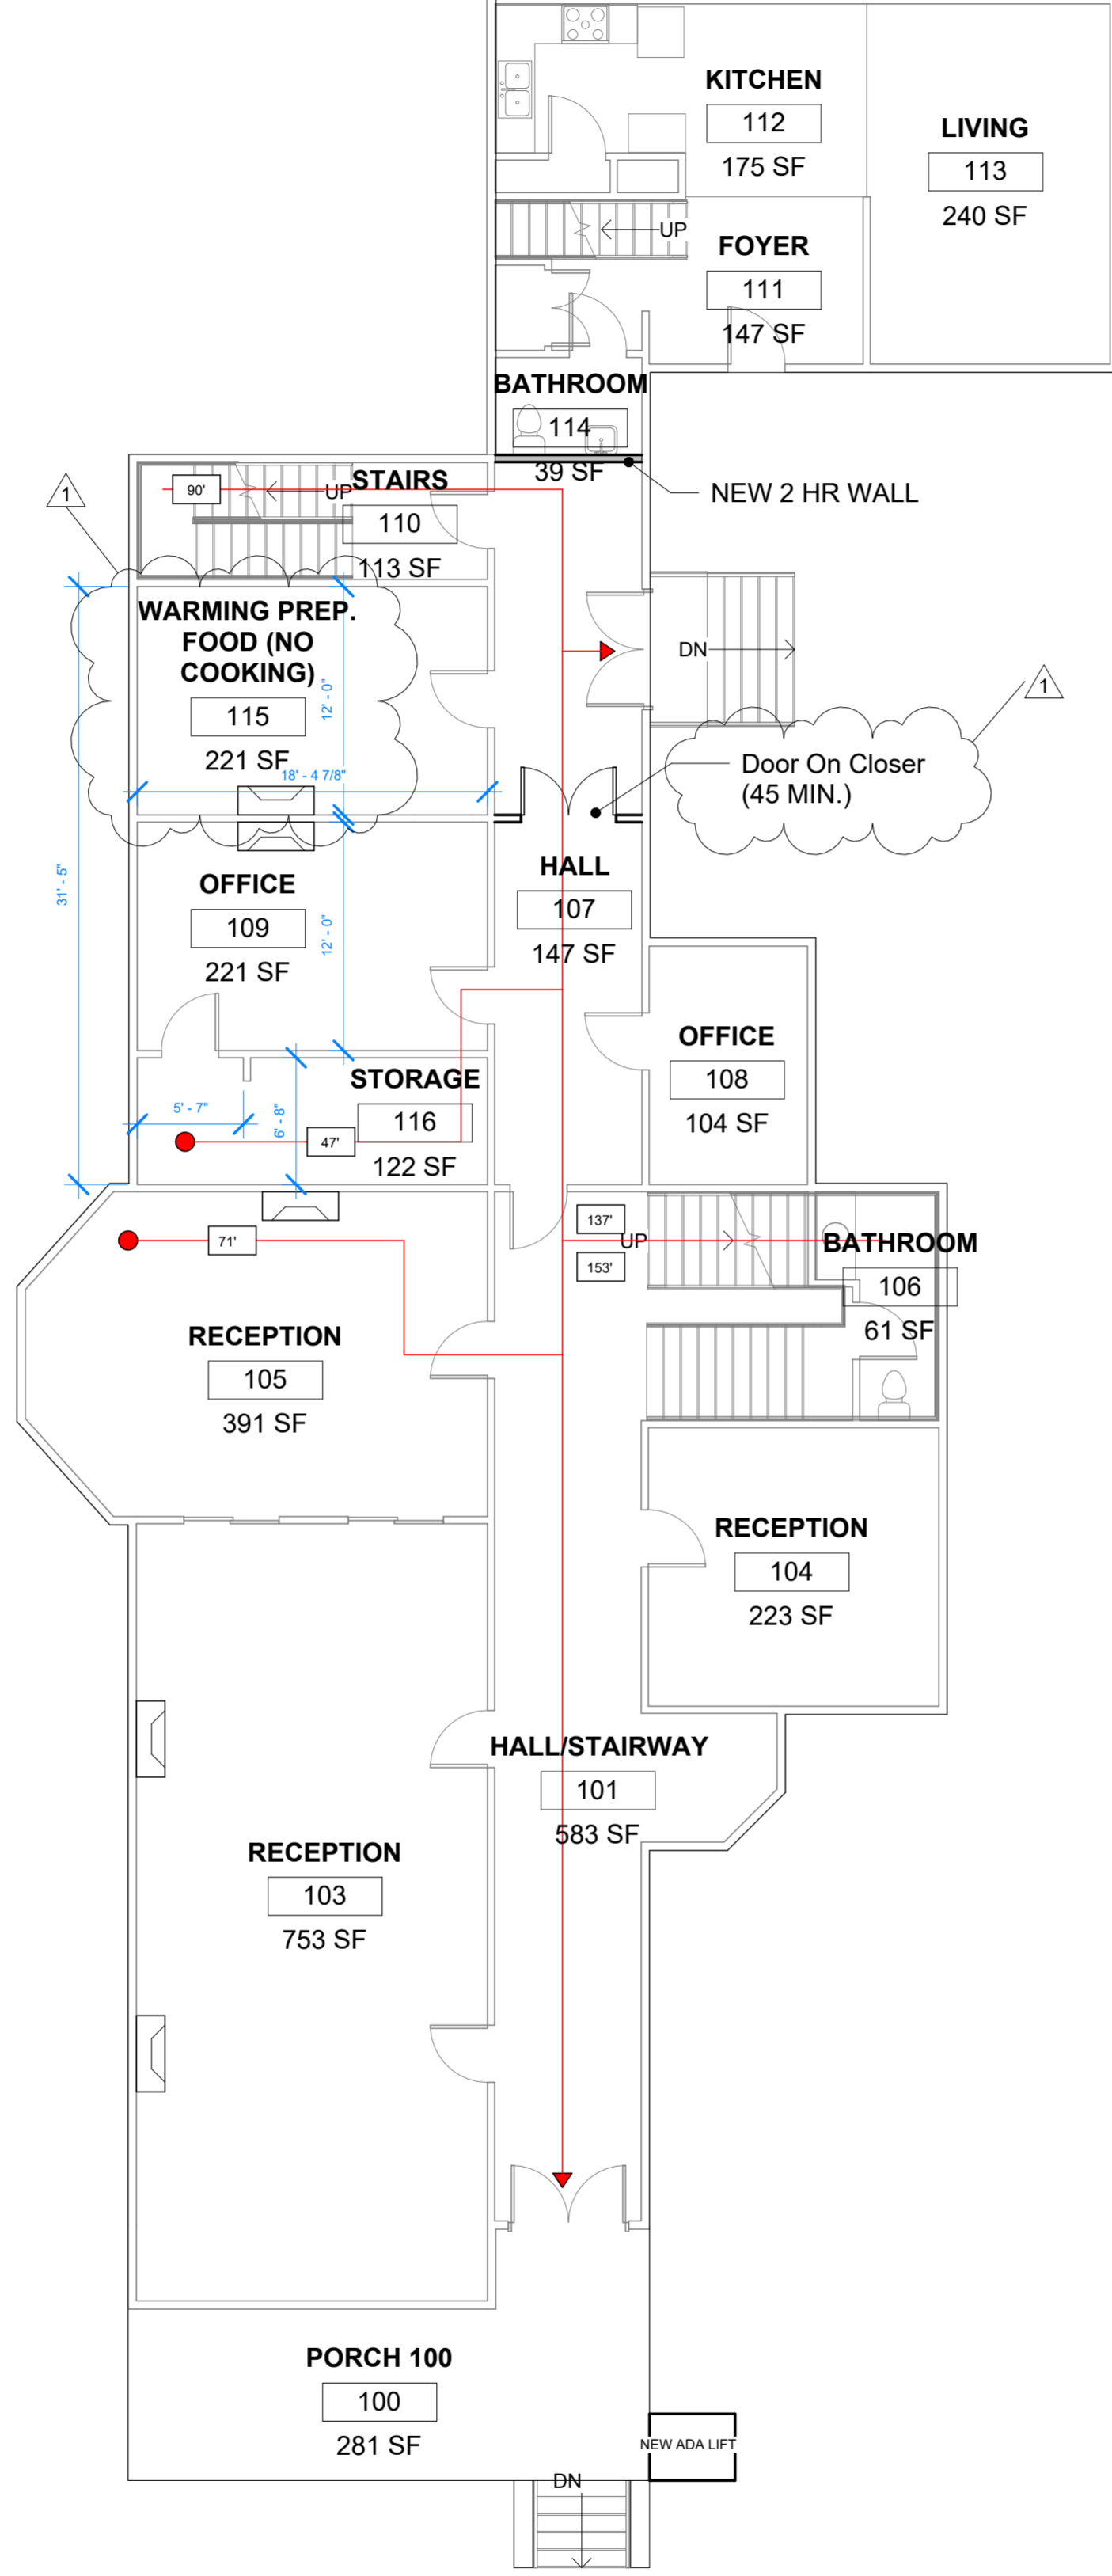 KITCHEN
112
175 SF
LIVING
113
240 SF
UP
FOYER
111
147 SF
BATHROOM
114
39 SF
NEW 2 HR WALL
1
90'
UP
STAIRS
110
113 SF
WARMING PREP.
FOOD (NO
COOKING)
115
221 SF
12' - 0"
18' - 4 7/8"
DN
1
Door On Closer
(45 MIN.)
31' - 5"
OFFICE
109
221 SF
12' - 0"
HALL
107
147 SF
OFFICE
108
104 SF
STORAGE
116
122 SF
5' - 7"
6' - 8"
47'
71'
137'
UP
153'
BATHROOM
106
61 SF
RECEPTION
105
391 SF
RECEPTION
104
223 SF
HALL/STAIRWAY
101
583 SF
RECEPTION
103
753 SF
PORCH 100
100
281 SF
NEW ADA LIFT
DN